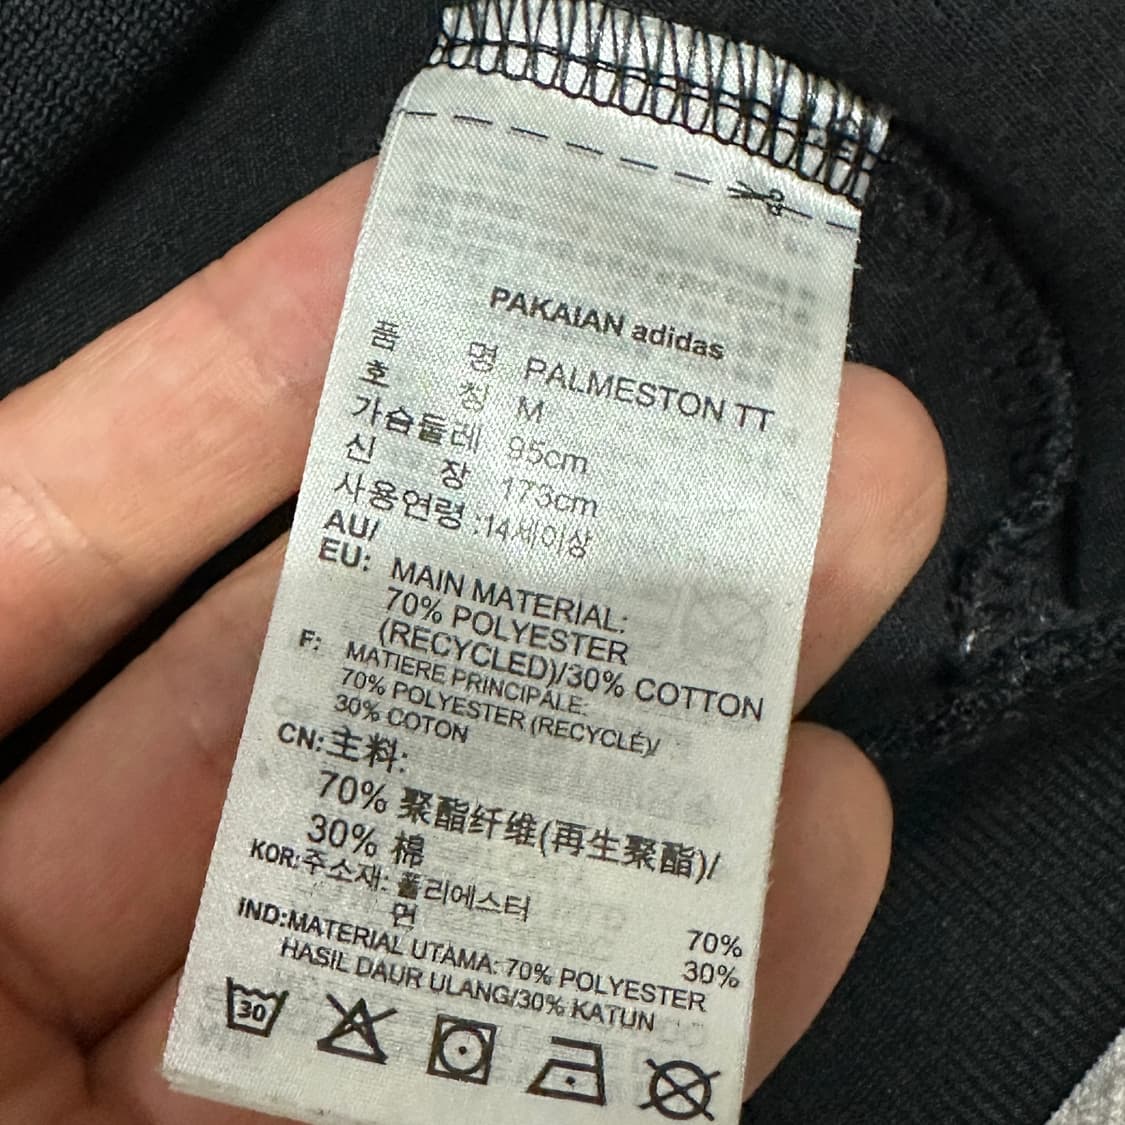 PAKAIAN adidas
품 명 PALMESTON TT
호 칭 M
가슴둘레 95cm
신 장 173cm
사용연령 :14세이상
AU/
EU: MAIN MATERIAL:
70% POLYESTER
(RECYCLED)/30% COTTON
F: MATIERE PRINCIPALE:
70% POLYESTER (RECYCLÉ)/
30% COTON
CN:主料:
70% 聚酯纤维(再生聚酯)/
30% 棉
KOR:주소재: 폴리에스터 70%
면 30%
IND:MATERIAL UTAMA: 70% POLYESTER
HASIL DAUR ULANG/30% KATUN
30